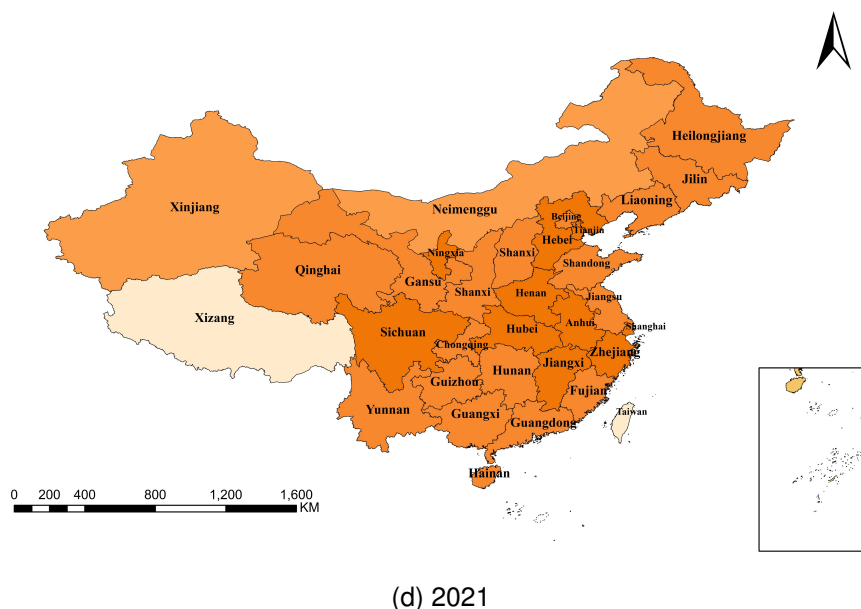 Heilongjiang
Jilin
Liaoning
Xinjiang
Neimenggu
Beijing
Tianjin
Hebei
Ningxia
Shanxi
Shandong
Qinghai
Gansu
Shanxi
Henan
Jiangsu
Xizang
Sichuan
Hubei
Anhui
Shanghai
Chongqing
Zhejiang
Jiangxi
Hunan
Guizhou
Fujian
Yunnan
Guangxi
Guangdong
Taiwan
Hainan
0 200 400 800 1,200 1,600
KM
(d) 2021